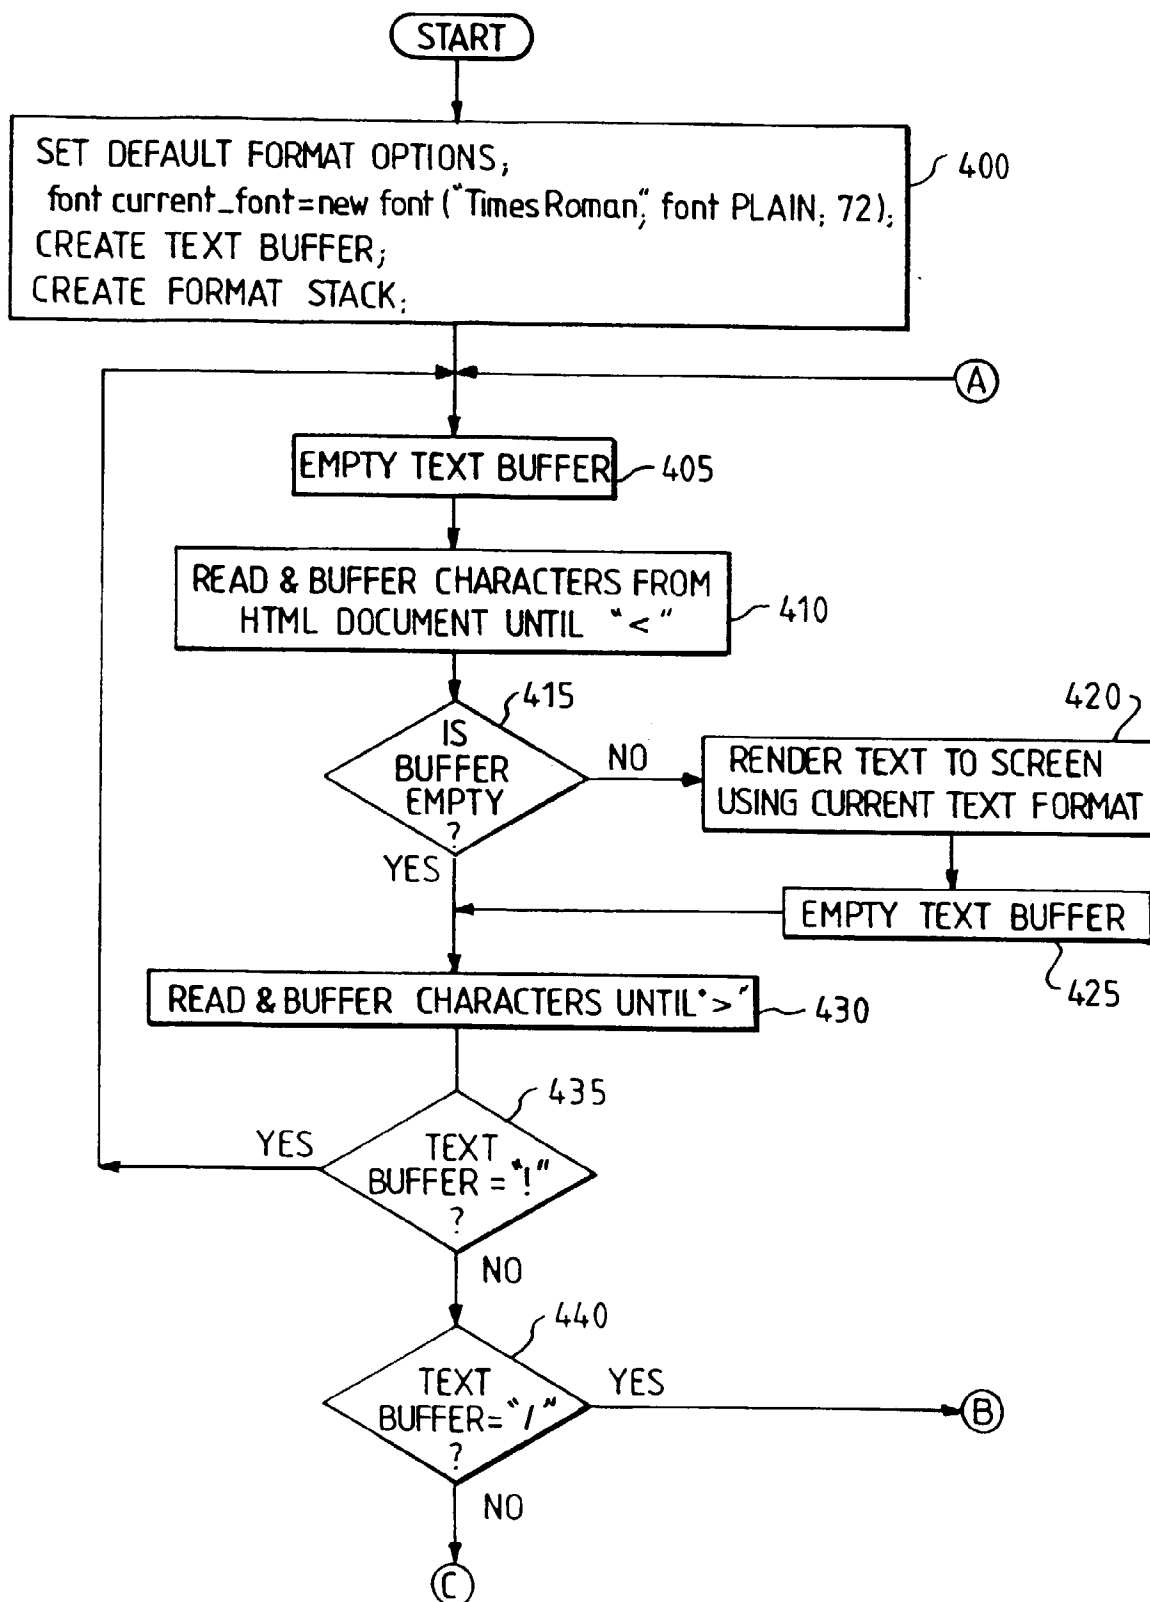 START
SET DEFAULT FORMAT OPTIONS;
font current_font=new font ("TimesRoman", font PLAIN; 72);
CREATE TEXT BUFFER;
CREATE FORMAT STACK;
400
A
EMPTY TEXT BUFFER
405
READ & BUFFER CHARACTERS FROM
HTML DOCUMENT UNTIL "<"
410
415
IS
BUFFER
EMPTY
?
NO
YES
420
RENDER TEXT TO SCREEN
USING CURRENT TEXT FORMAT
EMPTY TEXT BUFFER
425
READ & BUFFER CHARACTERS UNTIL ">"
430
435
TEXT
BUFFER = "!"
?
YES
NO
440
TEXT
BUFFER= "/"
?
YES
B
NO
C